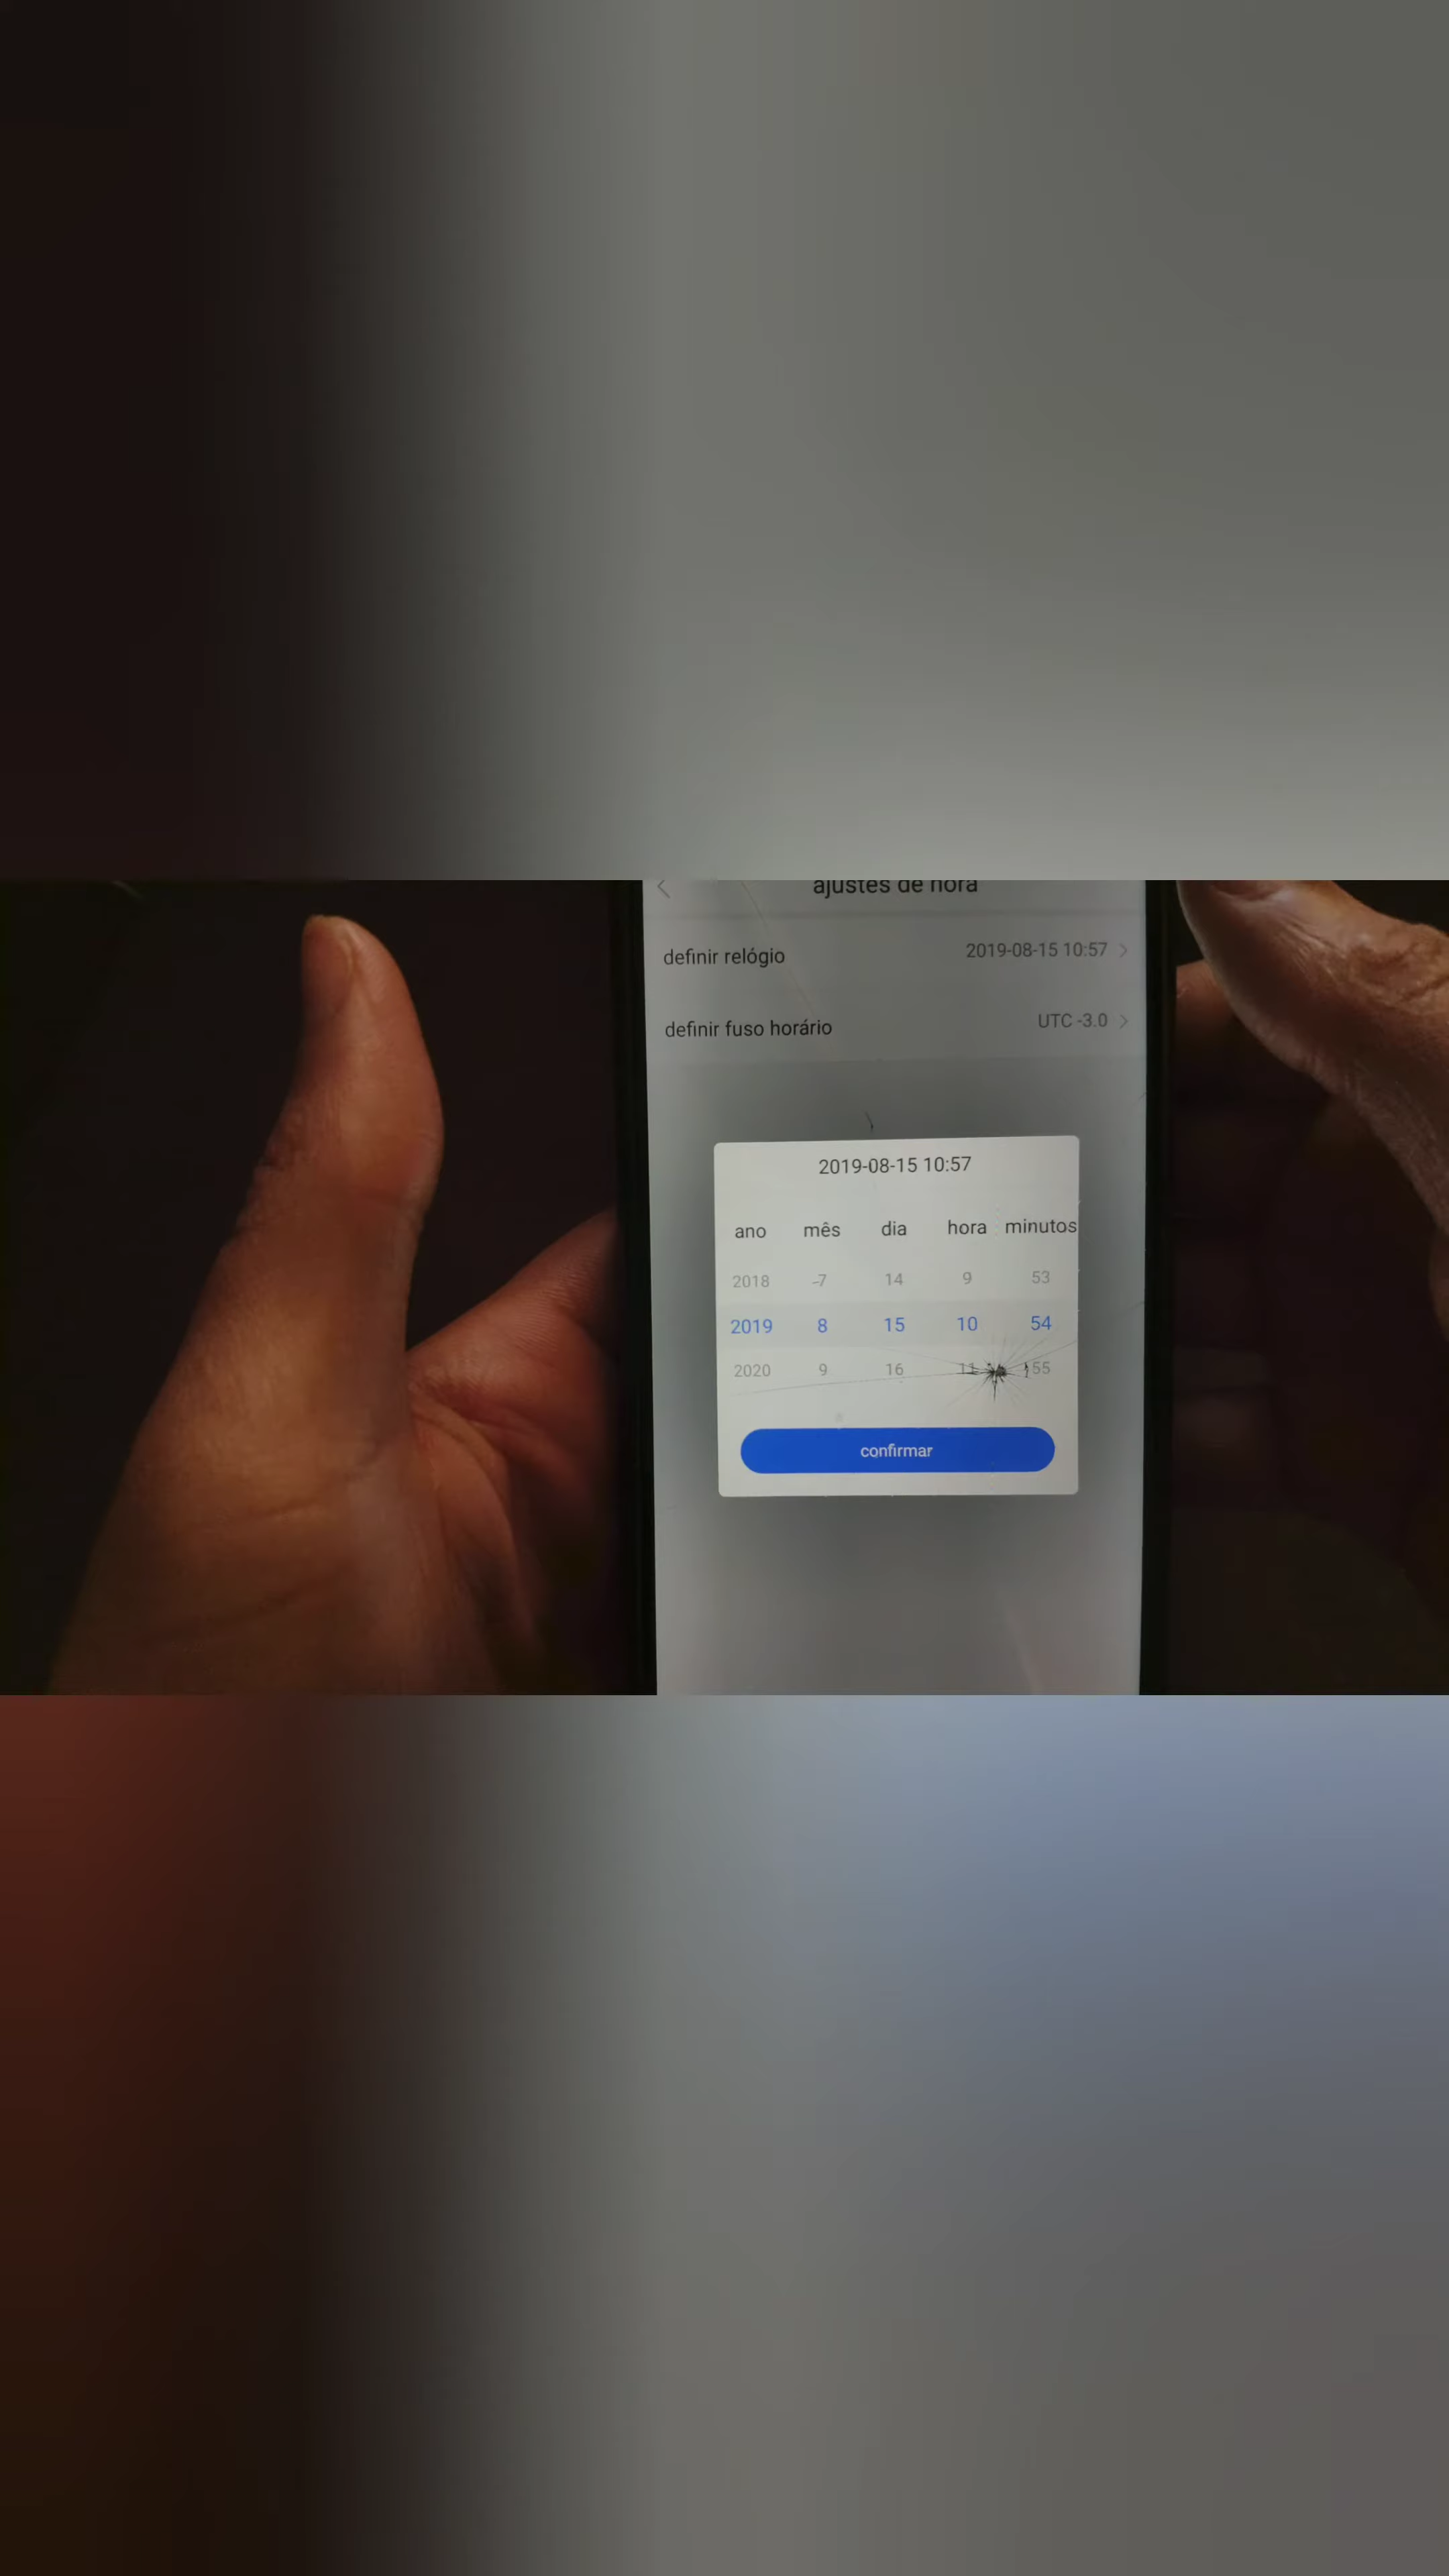 ajustes de hora
definir relógio 2019-08-15 10:57
definir fuso horário UTC -3.0
2019-08-15 10:57
ano mês dia hora minutos
2018 7 14 9 53
2019 8 15 10 54
2020 9 16 11 55
confirmar